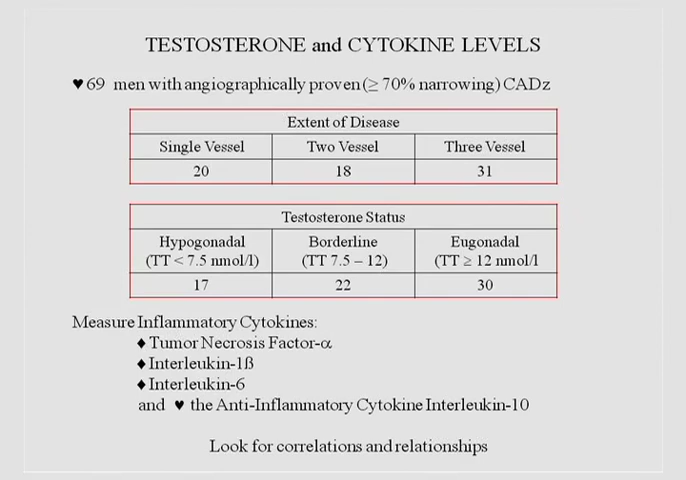 TESTOSTERONE and CYTOKINE LEVELS
♥ 69 men with angiographically proven (≥ 70% narrowing) CADz
Extent of Disease
Single Vessel Two Vessel Three Vessel
20 18 31
Testosterone Status
Hypogonadal Borderline Eugonadal
(TT < 7.5 nmol/l) (TT 7.5 – 12) (TT ≥ 12 nmol/l
17 22 30
Measure Inflammatory Cytokines:
♦ Tumor Necrosis Factor-α
♦ Interleukin-1ß
♦ Interleukin-6
and ♥ the Anti-Inflammatory Cytokine Interleukin-10
Look for correlations and relationships